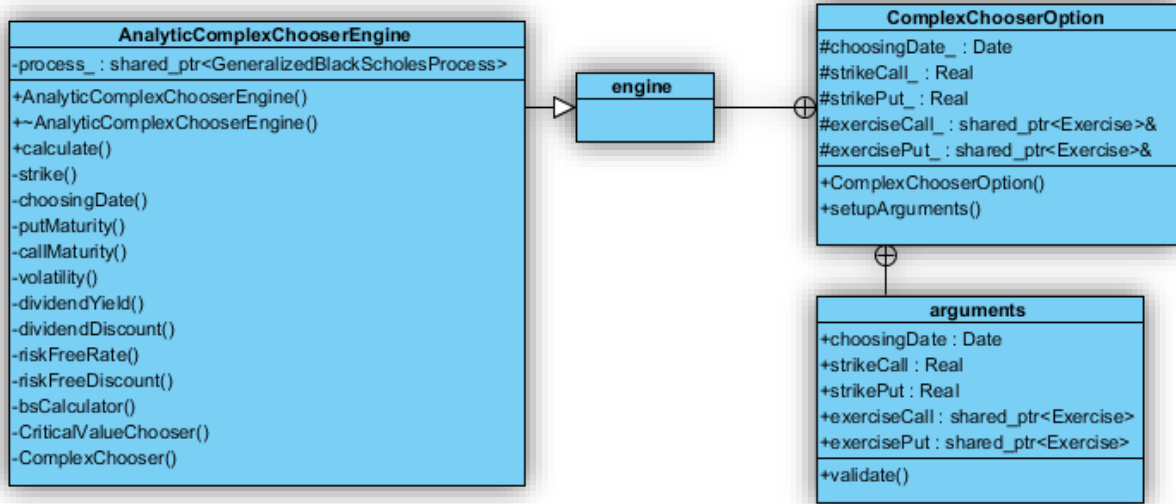 AnalyticComplexChooserEngine
-process_ : shared_ptr<GeneralizedBlackScholesProcess>
+AnalyticComplexChooserEngine()
+~AnalyticComplexChooserEngine()
+calculate()
-strike()
-choosingDate()
-putMaturity()
-callMaturity()
-volatility()
-dividendYield()
-dividendDiscount()
-riskFreeRate()
-riskFreeDiscount()
-bsCalculator()
-CriticalValueChooser()
-ComplexChooser()
engine
ComplexChooserOption
#choosingDate_ : Date
#strikeCall_ : Real
#strikePut_ : Real
#exerciseCall_ : shared_ptr<Exercise>&
#exercisePut_ : shared_ptr<Exercise>&
+ComplexChooserOption()
+setupArguments()
arguments
+choosingDate : Date
+strikeCall : Real
+strikePut : Real
+exerciseCall : shared_ptr<Exercise>
+exercisePut : shared_ptr<Exercise>
+validate()